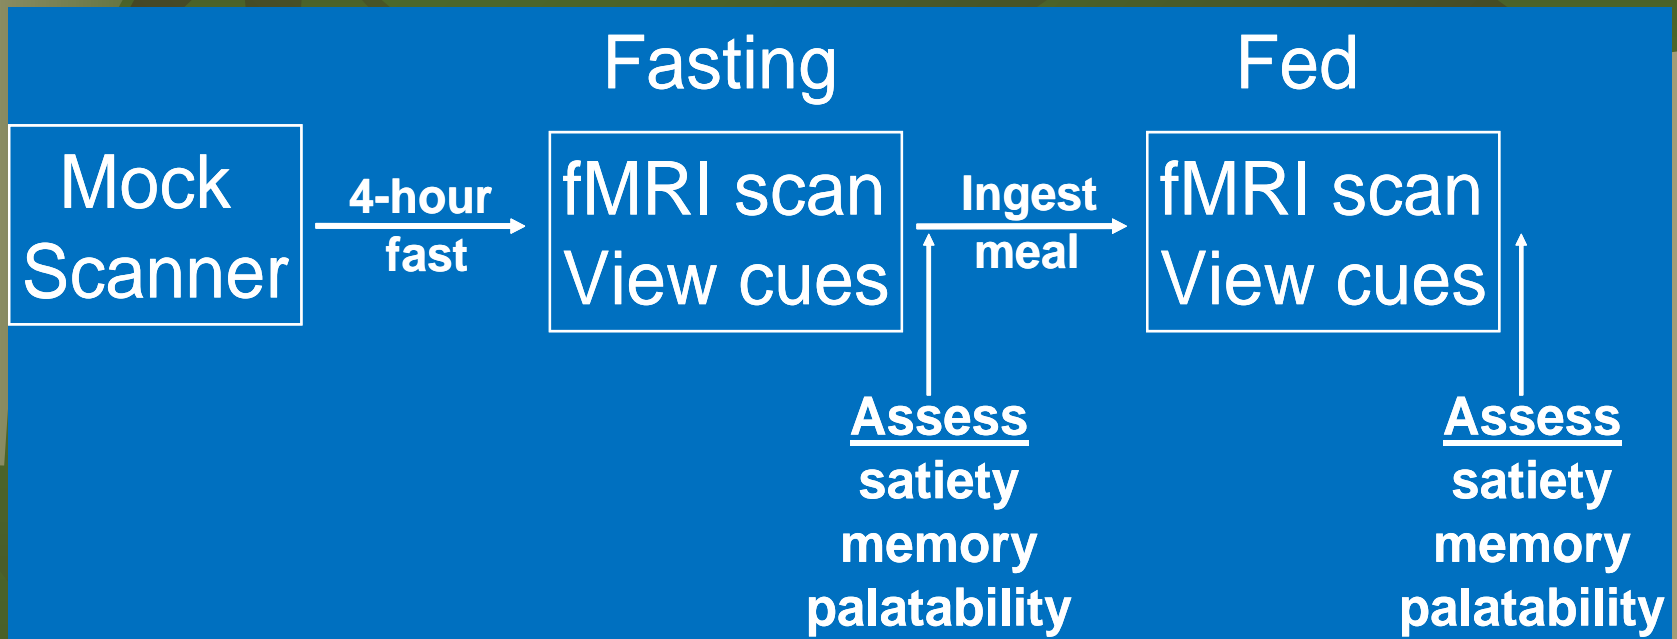 Fasting
Fed
Mock
Scanner
4-hour
fast
fMRI scan
View cues
Ingest
meal
fMRI scan
View cues
Assess
satiety
memory
palatability
Assess
satiety
memory
palatability